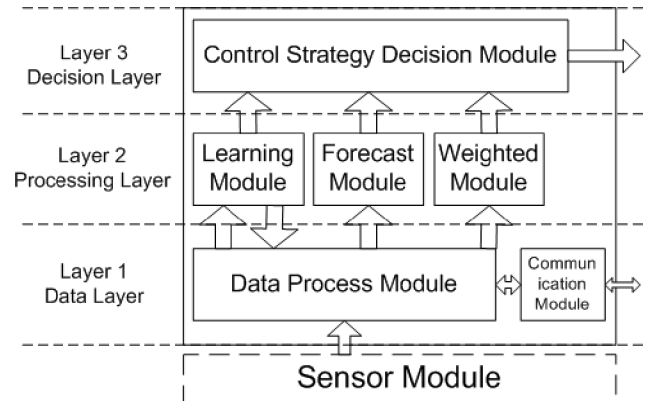 Layer 3
Decision Layer
Control Strategy Decision Module
Layer 2
Processing Layer
Learning
Module
Forecast
Module
Weighted
Module
Layer 1
Data Layer
Data Process Module
Commun
ication
Module
Sensor Module